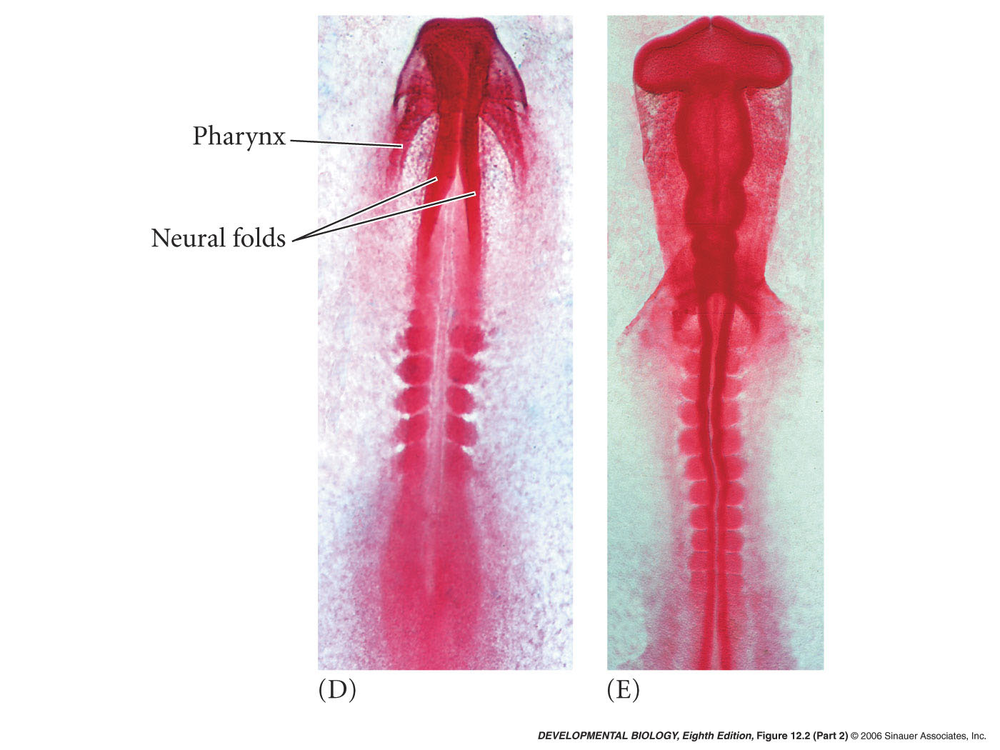 Pharynx
Neural folds
(D)
(E)
DEVELOPMENTAL BIOLOGY, Eighth Edition, Figure 12.2 (Part 2) © 2006 Sinauer Associates, Inc.